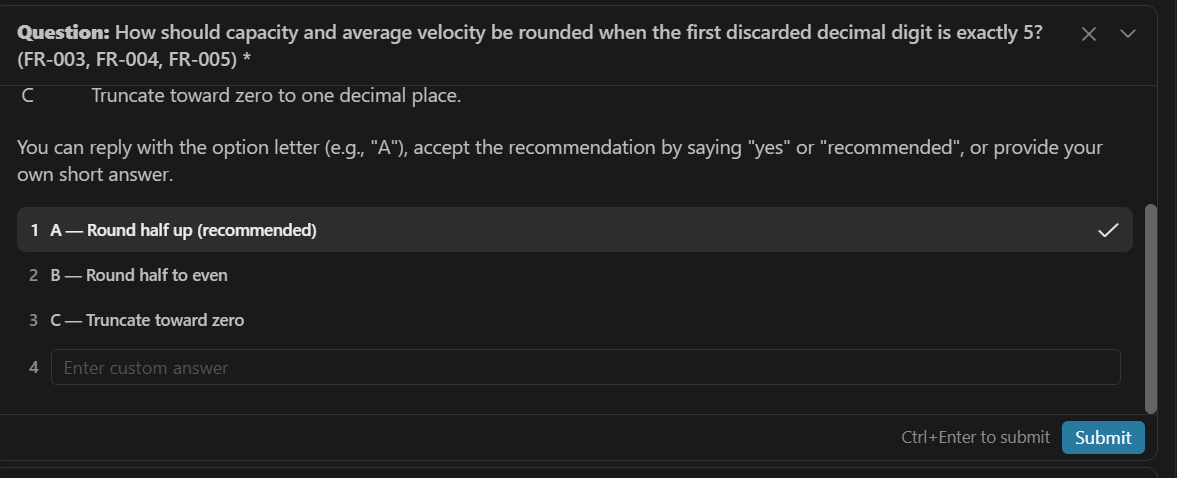 Question: How should capacity and average velocity be rounded when the first discarded decimal digit is exactly 5?
(FR-003, FR-004, FR-005) *
C Truncate toward zero to one decimal place.
You can reply with the option letter (e.g., "A"), accept the recommendation by saying "yes" or "recommended", or provide your
own short answer.
1 A — Round half up (recommended)
2 B — Round half to even
3 C — Truncate toward zero
4 Enter custom answer
Ctrl+Enter to submit Submit